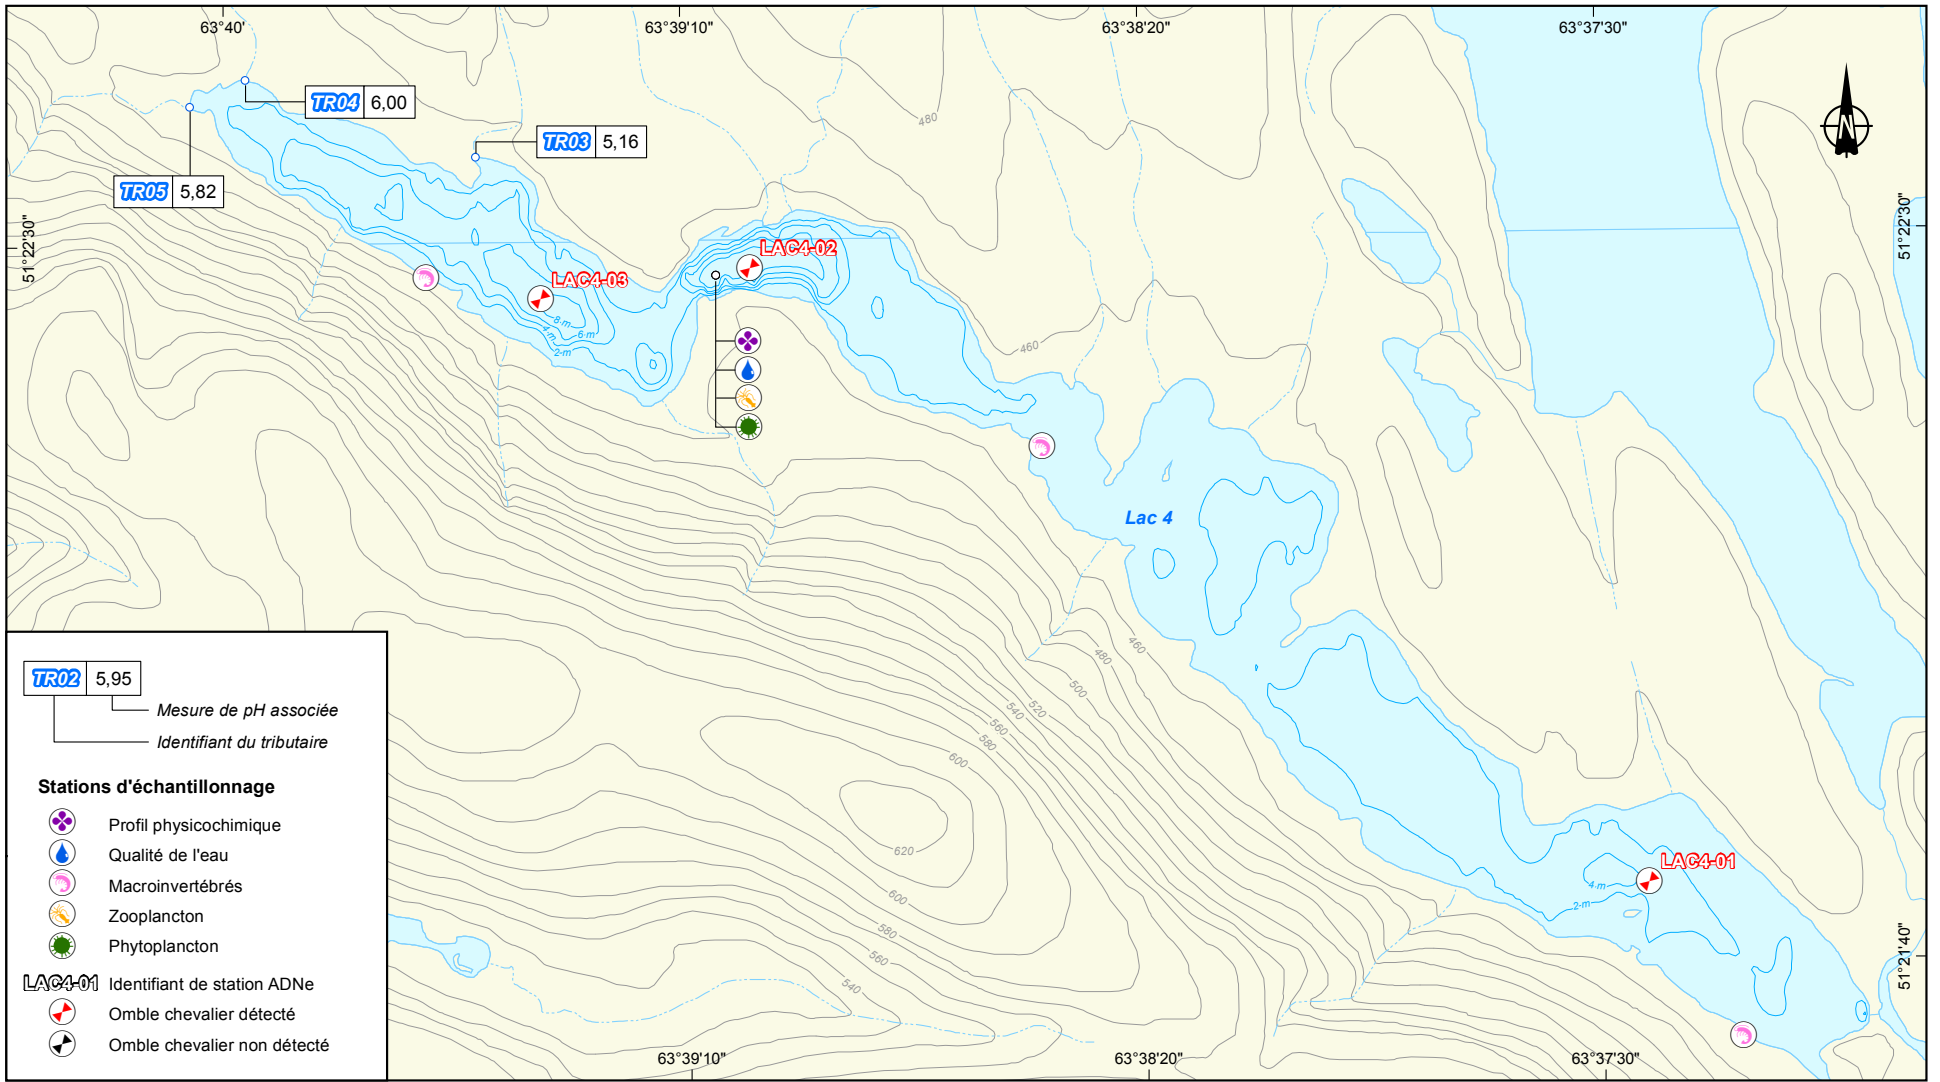 63°40'
63°39'10"
63°38'20"
63°37'30"
TR04 6,00
TR03 5,16
TR05 5,82
480
51°22'30"
51°22'30"
LAC4-02
LAC4-03
8-m
6-m
4-m
2-m
460
Lac 4
460
480
500
520
540
560
580
600
620
600
580
560
540
LAC4-01
4-m
2-m
51°21'40"
TR02 5,95
Mesure de pH associée
Identifiant du tributaire
Stations d'échantillonnage
Profil physicochimique
Qualité de l'eau
Macroinvertébrés
Zooplancton
Phytoplancton
LAC4-01 Identifiant de station ADNe
Omble chevalier détecté
Omble chevalier non détecté
63°39'10"
63°38'20"
63°37'30"
N